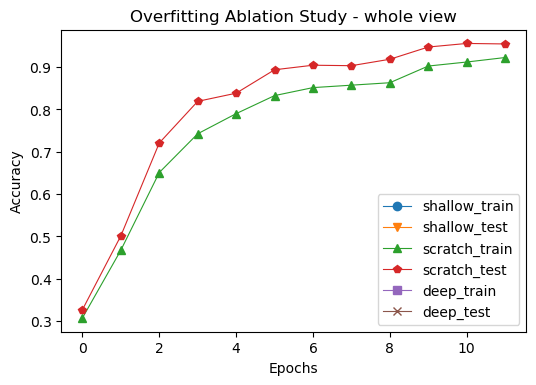 Overfitting Ablation Study - whole view
Accuracy
0.9
0.8
0.7
0.6
0.5
0.4
0.3
shallow_train
shallow_test
scratch_train
scratch_test
deep_train
deep_test
0 2 4 6 8 10
Epochs